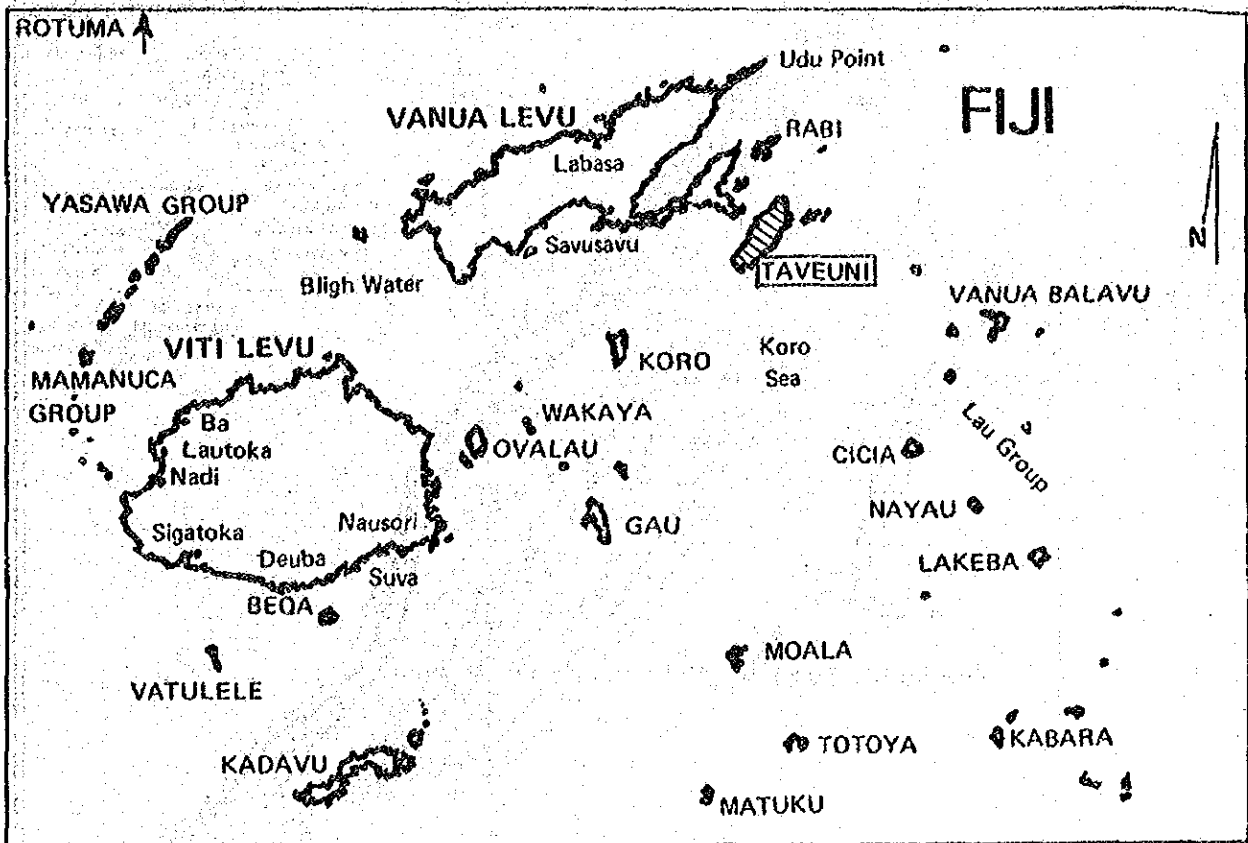 ROTUMA
Udu Point
FIJI
VANUA LEVU
RABI
Labasa
YASAWA GROUP
Savusavu
TAVEUNI
Bligh Water
N
VANUA BALAVU
VITI LEVU
KORO
Koro
Sea
MAMANUCA
GROUP
WAKAYA
Ba
OVALAU
Lau Group
Lautoka
CICIA
Nadi
NAYAU
Nausori
GAU
Sigatoka
Deuba
LAKEBA
Suva
BEQA
MOALA
VATULELE
TOTOYA
KABARA
KADAVU
MATUKU